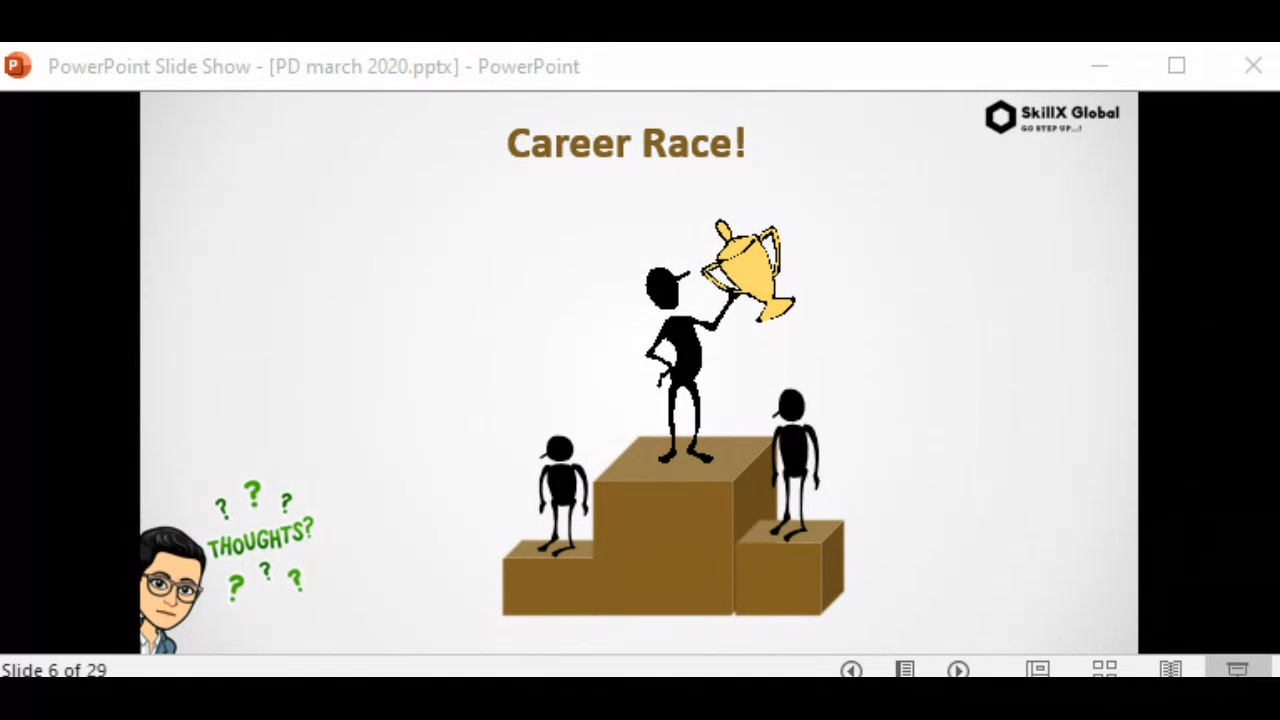 PowerPoint Slide Show - [PD march 2020.pptx] - PowerPoint
SkillX Global
GO STEP UP...!
Career Race!
? ? ?
THOUGHTS?
? ? ?
Slide 6 of 29